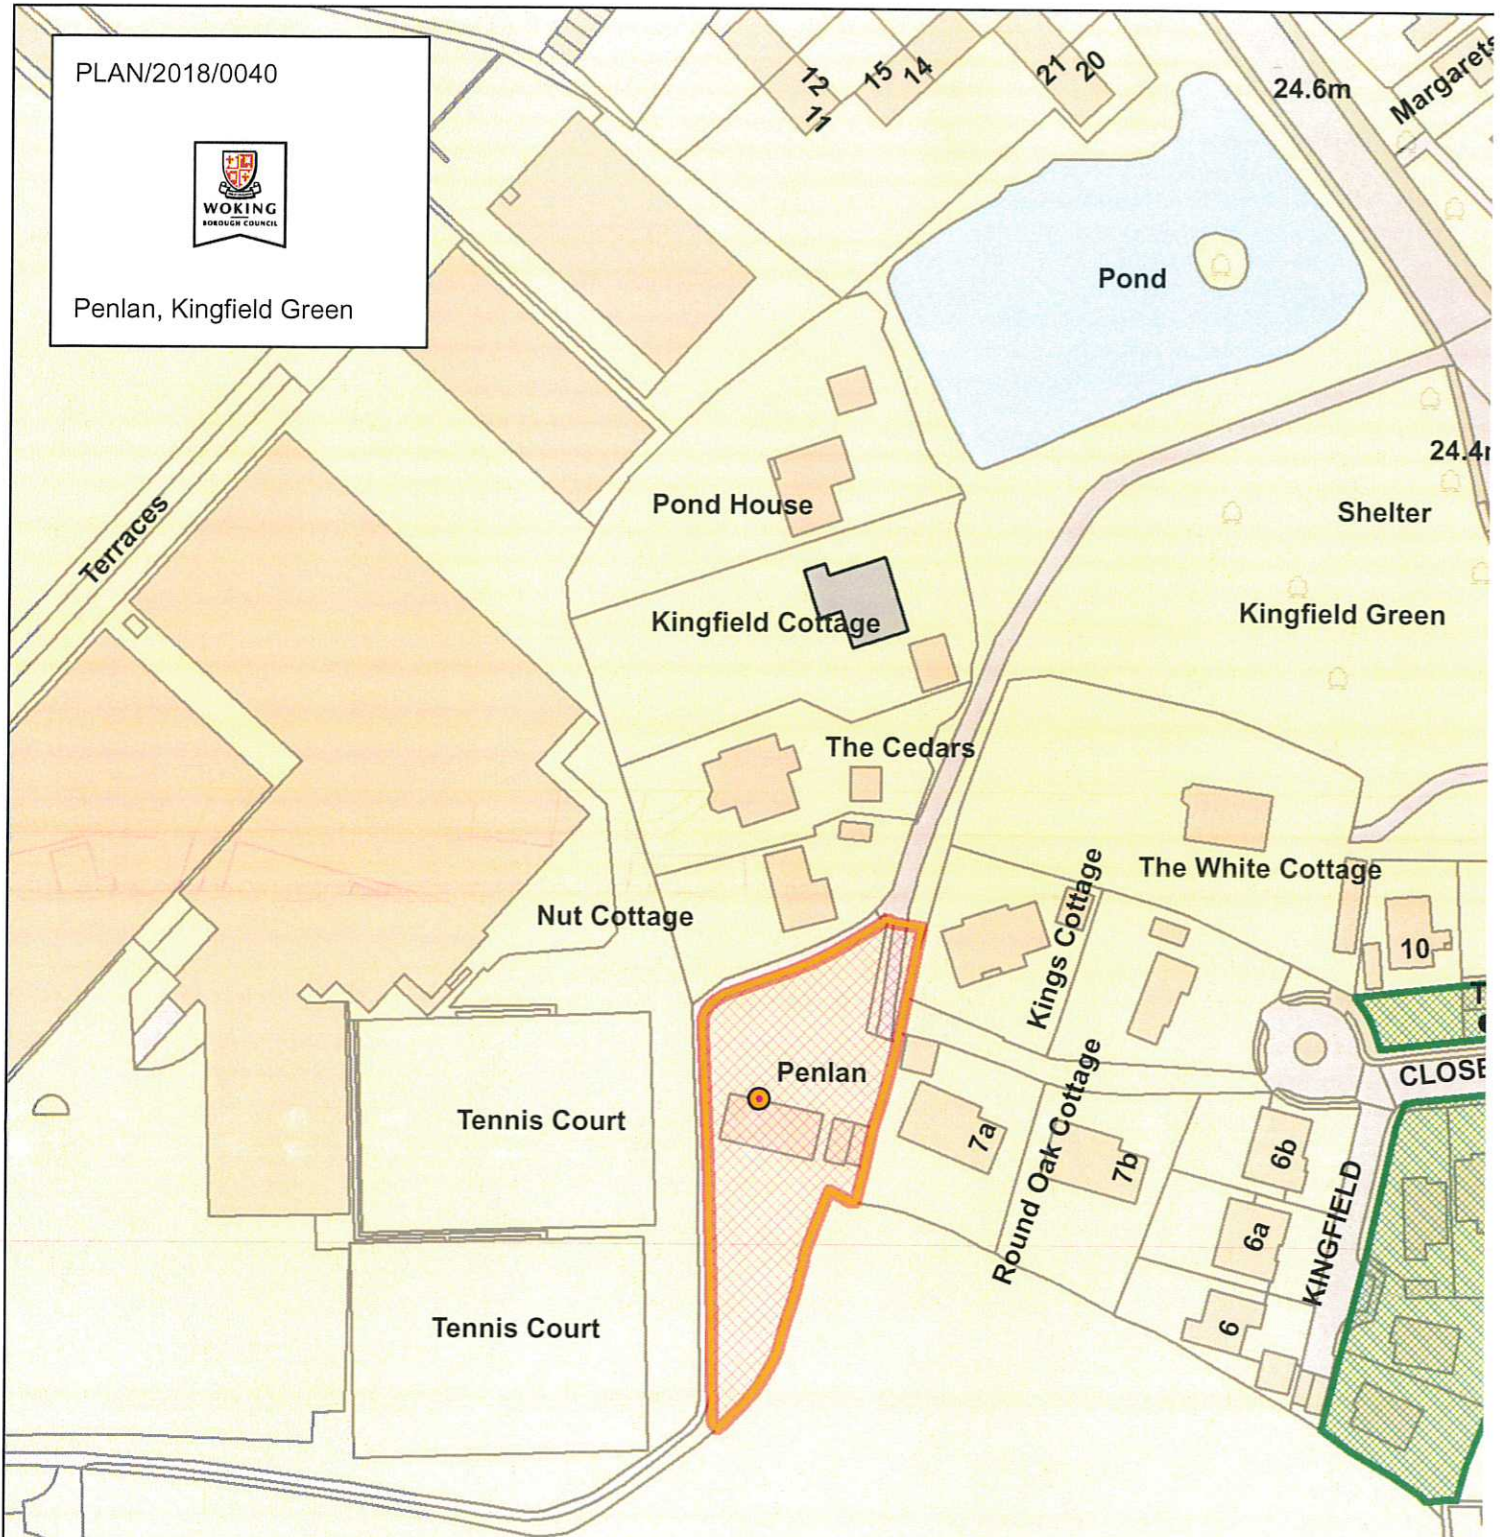 PLAN/2018/0040
WOKING
BOROUGH COUNCIL
Penlan, Kingfield Green
12
11
15
14
21
20
24.6m
Margarets
Pond
24.4m
Terraces
Pond House
Shelter
Kingfield Cottage
Kingfield Green
The Cedars
The White Cottage
Nut Cottage
Kings Cottage
10
T
Penlan
CLOSE
Tennis Court
7a
Round Oak Cottage
7b
6b
6a
KINGFIELD
6
Tennis Court